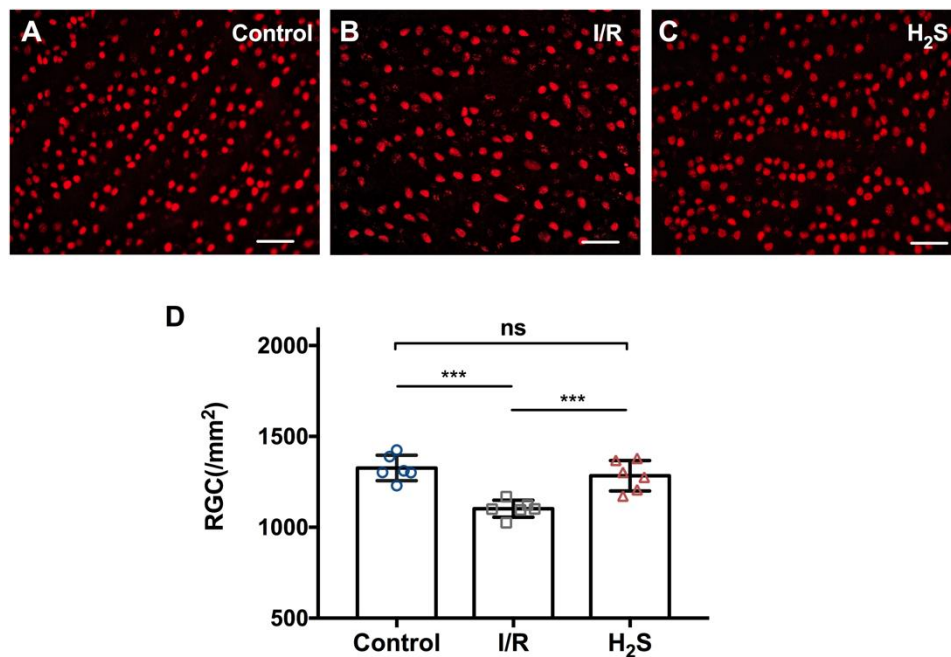 A
Control
B
I/R
C
H₂S
D
ns
***
***
2000
1500
1000
500
RGC(/mm²)
Control
I/R
H₂S